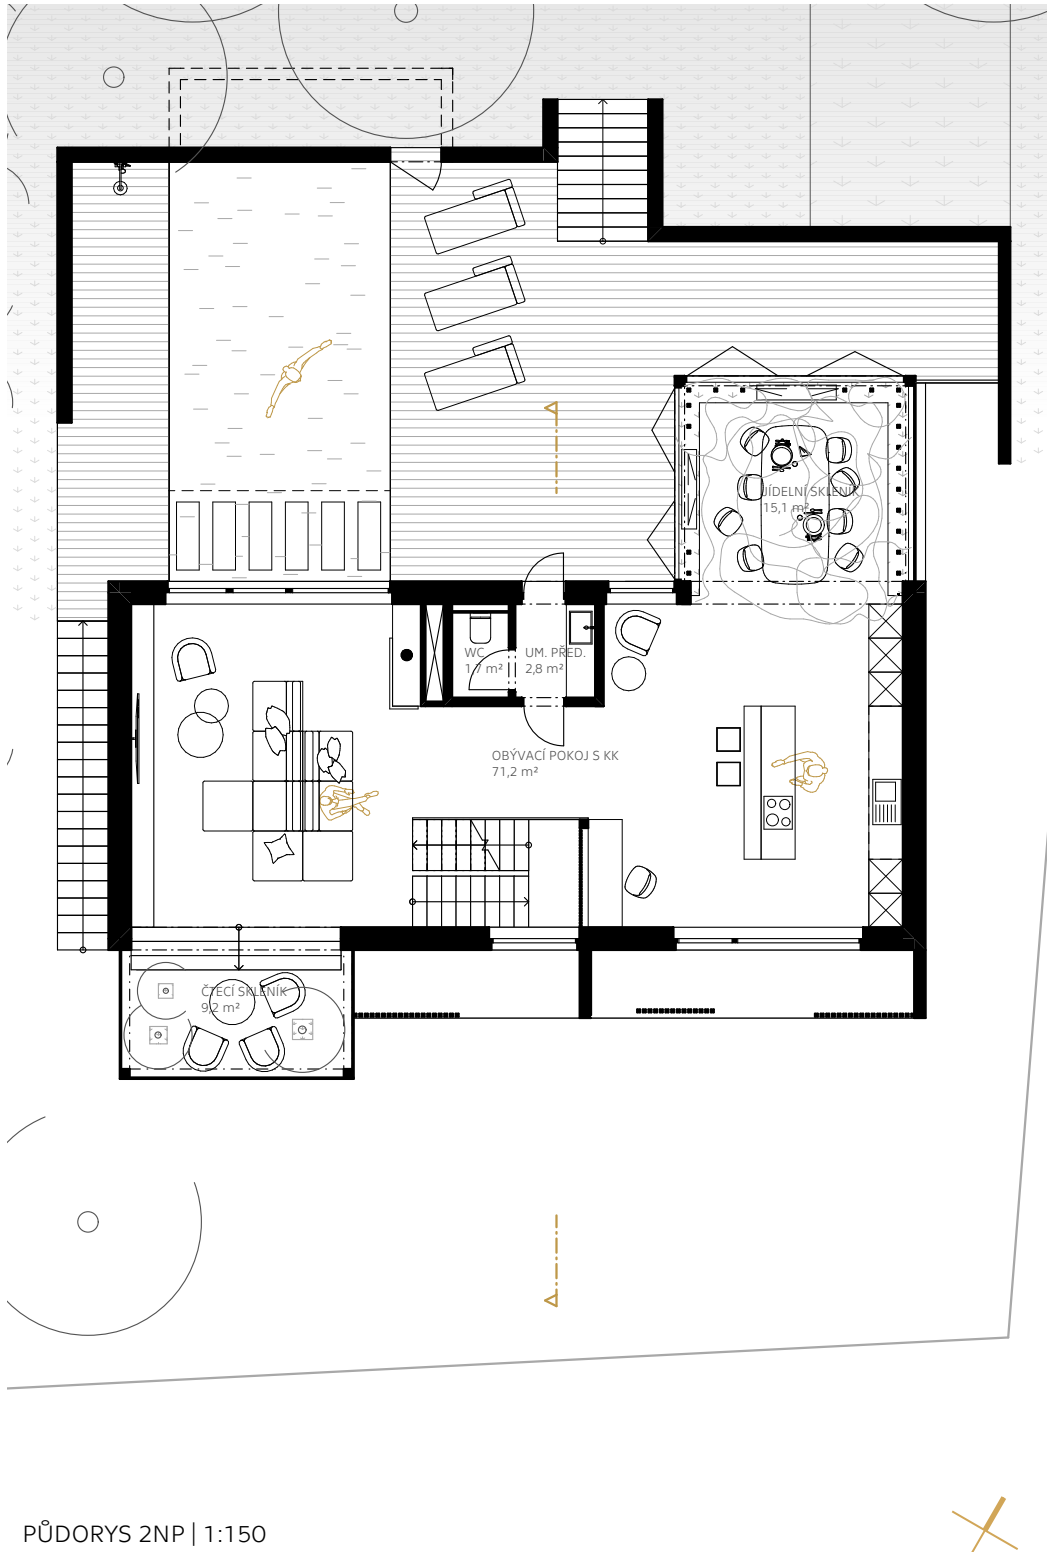 JÍDELNÍ SKLENÍK
15,1 m²
WC
1,7 m²
UM. PŘED.
2,8 m²
OBÝVACÍ POKOJ S KK
71,2 m²
ČTECÍ SKLENÍK
9,2 m²
PŮDORYS 2NP | 1:150